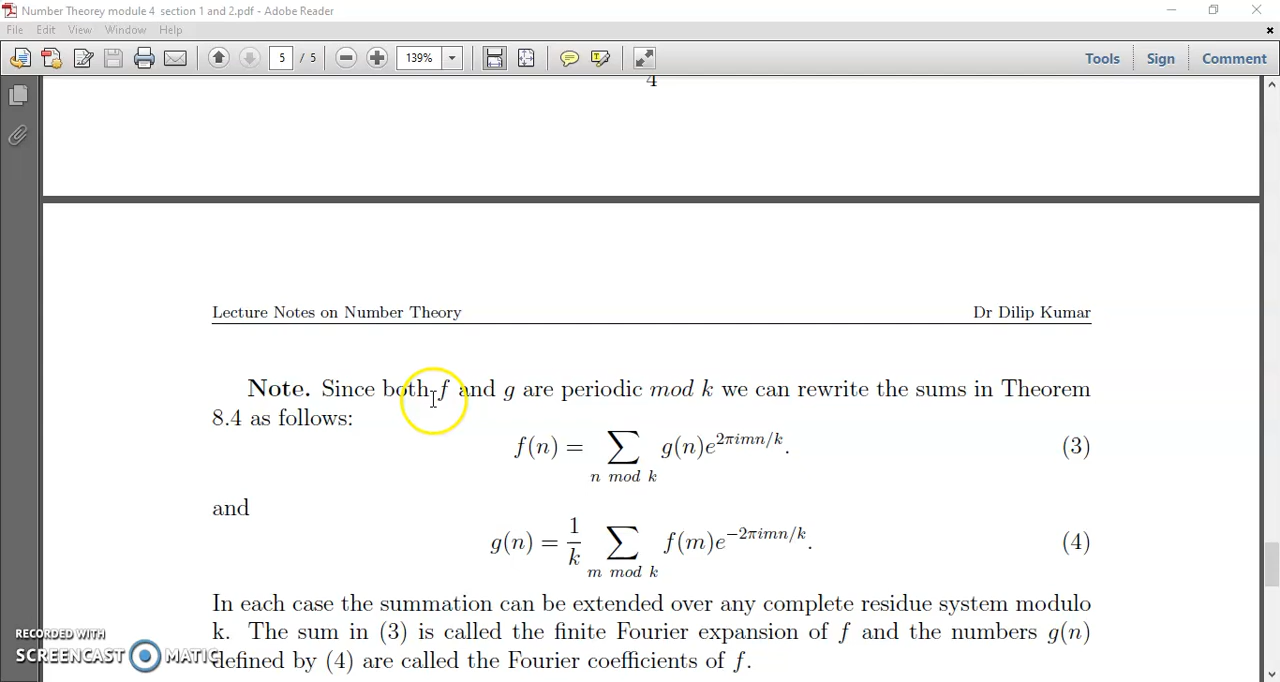 Number Theorey module 4 section 1 and 2.pdf - Adobe Reader
File Edit View Window Help
5 / 5 139% Tools Sign Comment
4
Lecture Notes on Number Theory Dr Dilip Kumar
Note. Since both f and g are periodic mod k we can rewrite the sums in Theorem
8.4 as follows:
f(n) = ∑_{n mod k} g(n)e^{2πimn/k}. (3)
and
g(n) = \frac{1}{k} ∑_{m mod k} f(m)e^{−2πimn/k}. (4)
In each case the summation can be extended over any complete residue system modulo
k. The sum in (3) is called the finite Fourier expansion of f and the numbers g(n)
defined by (4) are called the Fourier coefficients of f.
RECORDED WITH
SCREENCAST MATIC